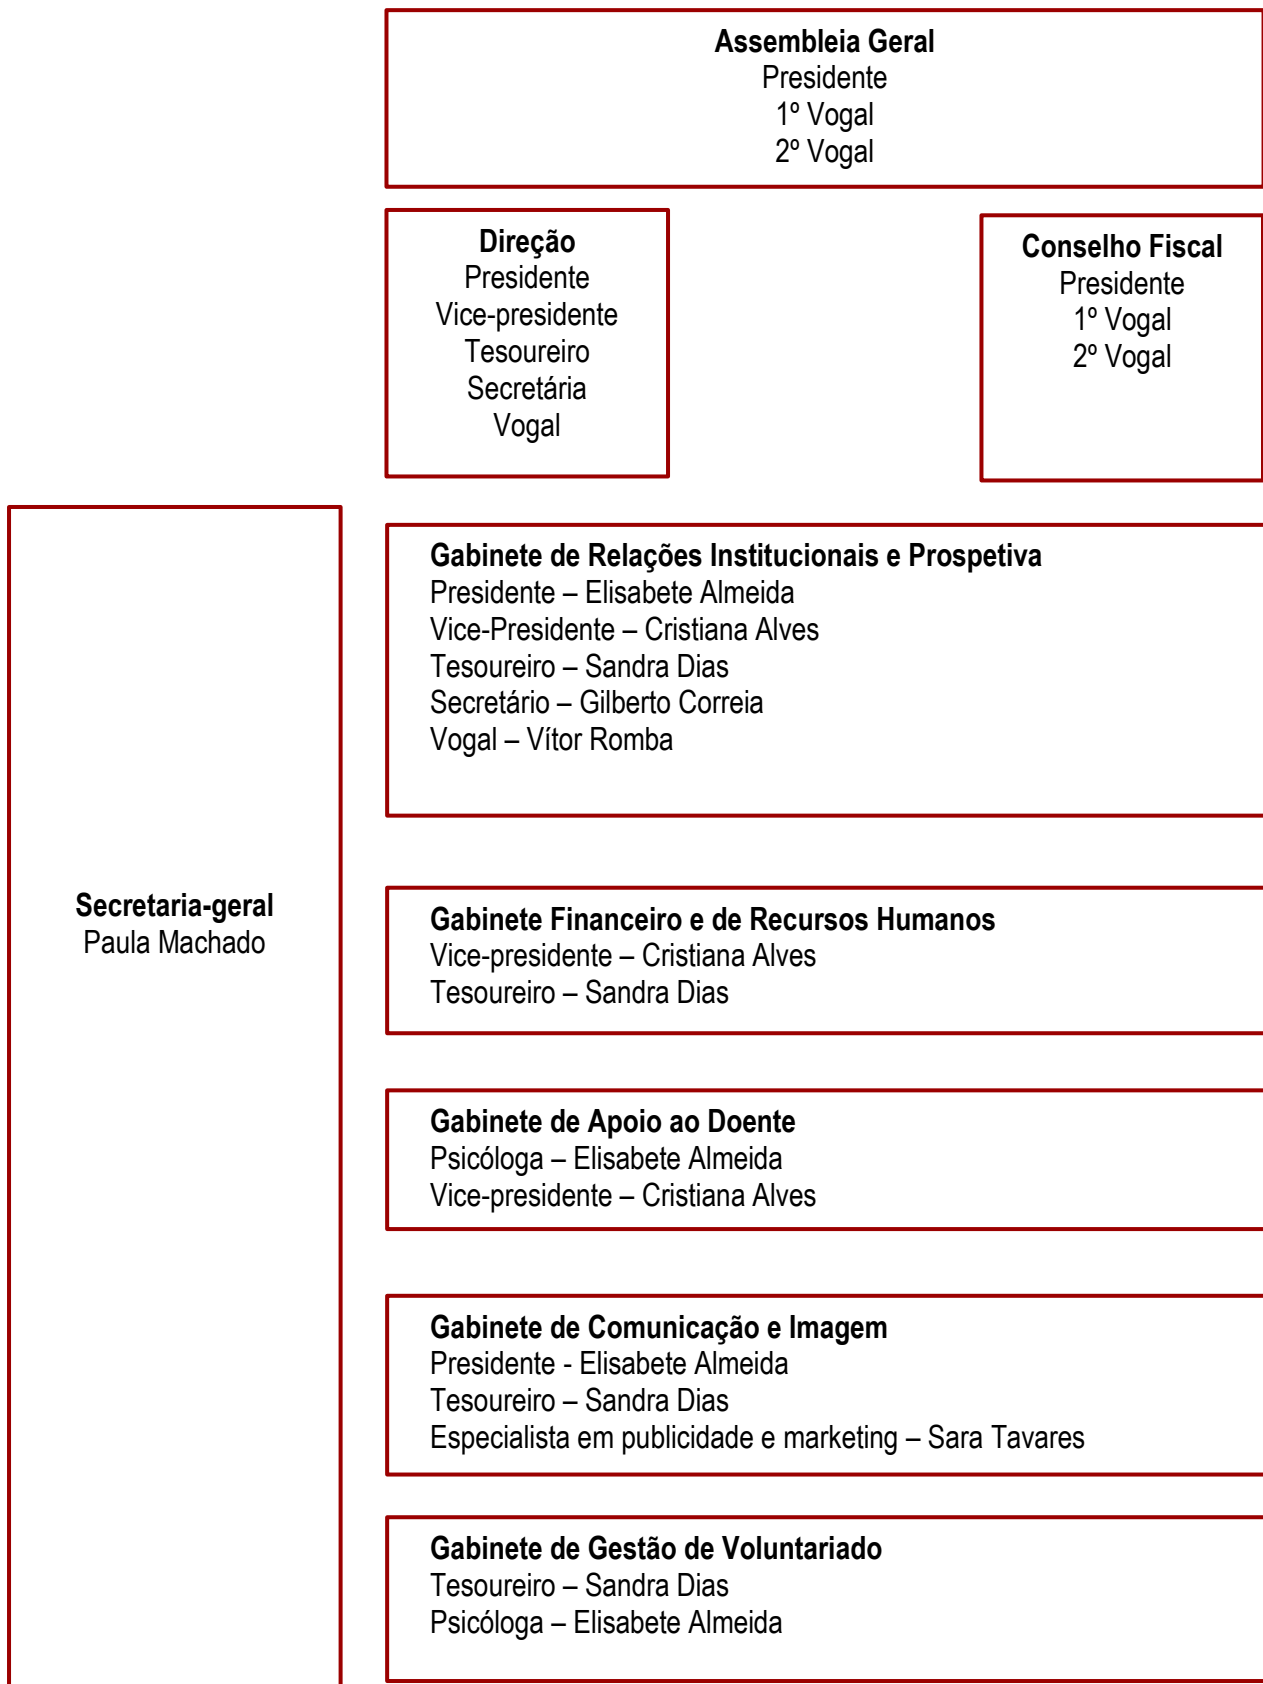 Assembleia Geral
Presidente
1º Vogal
2º Vogal
Direção
Presidente
Vice-presidente
Tesoureiro
Secretária
Vogal
Conselho Fiscal
Presidente
1º Vogal
2º Vogal
Secretaria-geral
Paula Machado
Gabinete de Relações Institucionais e Prospetiva
Presidente – Elisabete Almeida
Vice-Presidente – Cristiana Alves
Tesoureiro – Sandra Dias
Secretário – Gilberto Correia
Vogal – Vítor Romba
Gabinete Financeiro e de Recursos Humanos
Vice-presidente – Cristiana Alves
Tesoureiro – Sandra Dias
Gabinete de Apoio ao Doente
Psicóloga – Elisabete Almeida
Vice-presidente – Cristiana Alves
Gabinete de Comunicação e Imagem
Presidente - Elisabete Almeida
Tesoureiro – Sandra Dias
Especialista em publicidade e marketing – Sara Tavares
Gabinete de Gestão de Voluntariado
Tesoureiro – Sandra Dias
Psicóloga – Elisabete Almeida